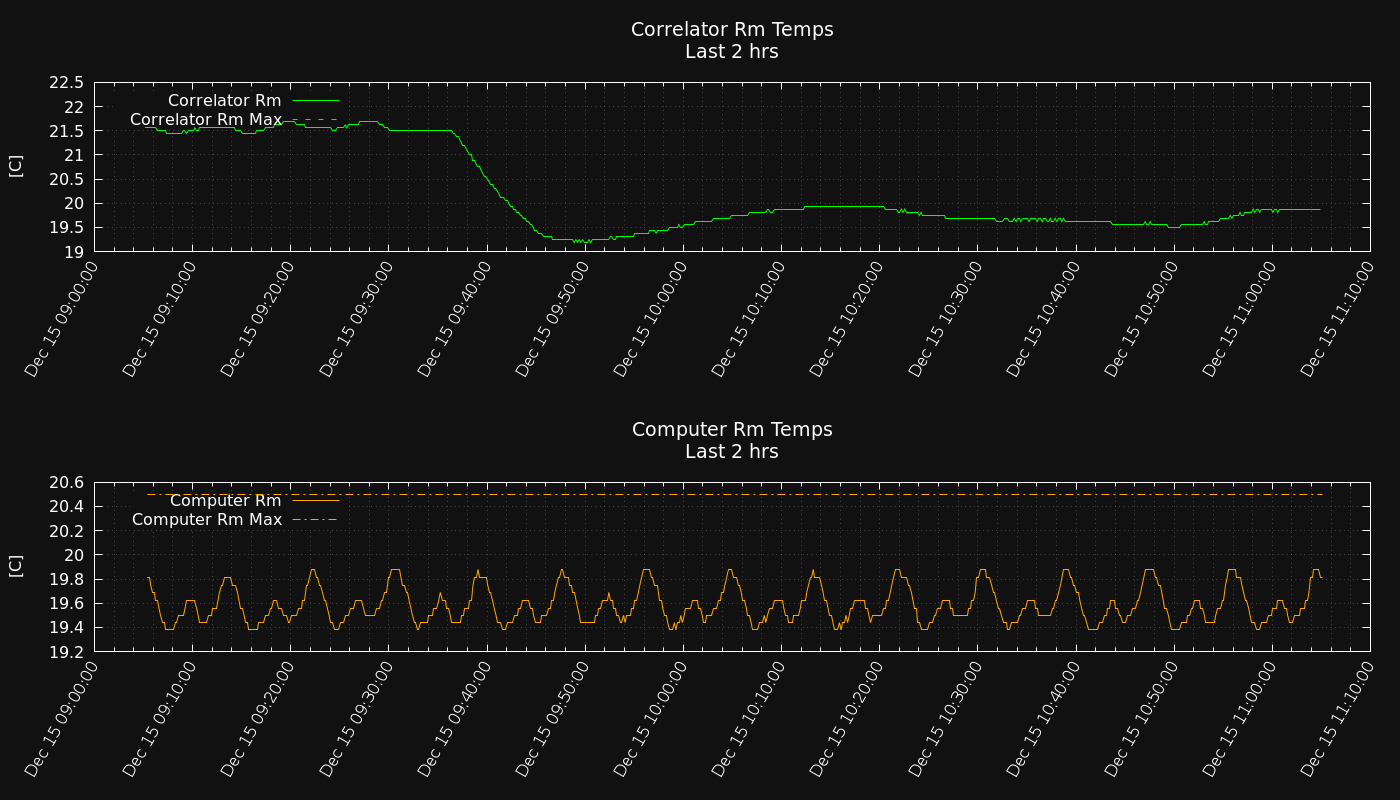 Correlator Rm Temps
Last 2 hrs
22.5
22
21.5
21
20.5
20
19.5
19
[C]
Correlator Rm
Correlator Rm Max
Dec 15 09:00:00
Dec 15 09:10:00
Dec 15 09:20:00
Dec 15 09:30:00
Dec 15 09:40:00
Dec 15 09:50:00
Dec 15 10:00:00
Dec 15 10:10:00
Dec 15 10:20:00
Dec 15 10:30:00
Dec 15 10:40:00
Dec 15 10:50:00
Dec 15 11:00:00
Dec 15 11:10:00
Computer Rm Temps
Last 2 hrs
20.6
20.4
20.2
20
19.8
19.6
19.4
19.2
[C]
Computer Rm
Computer Rm Max
Dec 15 09:00:00
Dec 15 09:10:00
Dec 15 09:20:00
Dec 15 09:30:00
Dec 15 09:40:00
Dec 15 09:50:00
Dec 15 10:00:00
Dec 15 10:10:00
Dec 15 10:20:00
Dec 15 10:30:00
Dec 15 10:40:00
Dec 15 10:50:00
Dec 15 11:00:00
Dec 15 11:10:00